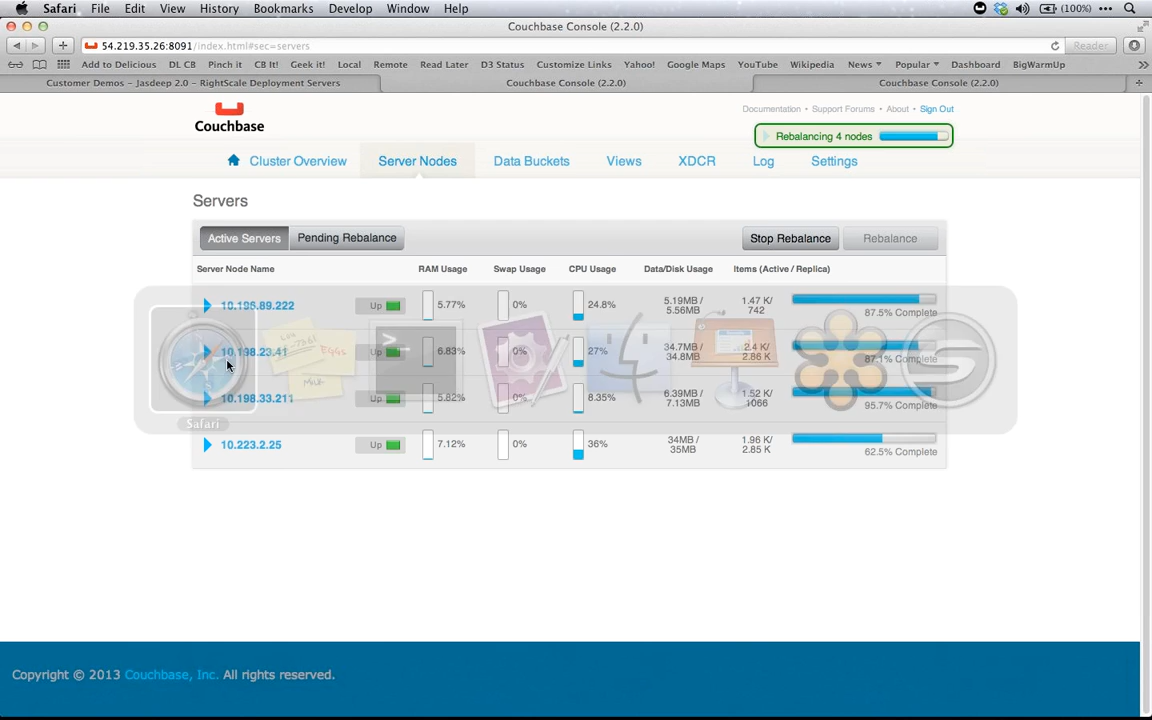 Safari File Edit View History Bookmarks Develop Window Help (100%)
Couchbase Console (2.2.0)
54.219.35.26:8091/index.html#sec=servers Reader
Add to Delicious DL CB Pinch it CB It! Geek it! Local Remote Read Later D3 Status Customize Links Yahoo! Google Maps YouTube Wikipedia News Popular Dashboard BigWarmUp
Customer Demos – Jasdeep 2.0 – RightScale Deployment Servers Couchbase Console (2.2.0) Couchbase Console (2.2.0)
Documentation • Support Forums • About • Sign Out
Couchbase
Rebalancing 4 nodes
Cluster Overview Server Nodes Data Buckets Views XDCR Log Settings
Servers
Active Servers Pending Rebalance Stop Rebalance Rebalance
Server Node Name RAM Usage Swap Usage CPU Usage Data/Disk Usage Items (Active / Replica)
10.196.89.222 Up 5.77% 0% 24.8% 5.19MB / 5.56MB 1.47 K/ 742 87.5% Complete
10.198.23.41 Up 6.83% 0% 27% 34.7MB / 34.8MB 2.4 K/ 2.86 K 87.1% Complete
10.198.33.211 Up 5.82% 0% 8.35% 6.39MB / 7.13MB 1.52 K/ 1066 95.7% Complete
Safari
10.223.2.25 Up 7.12% 0% 36% 34MB / 35MB 1.96 K/ 2.85 K 62.5% Complete
Copyright © 2013 Couchbase, Inc. All rights reserved.